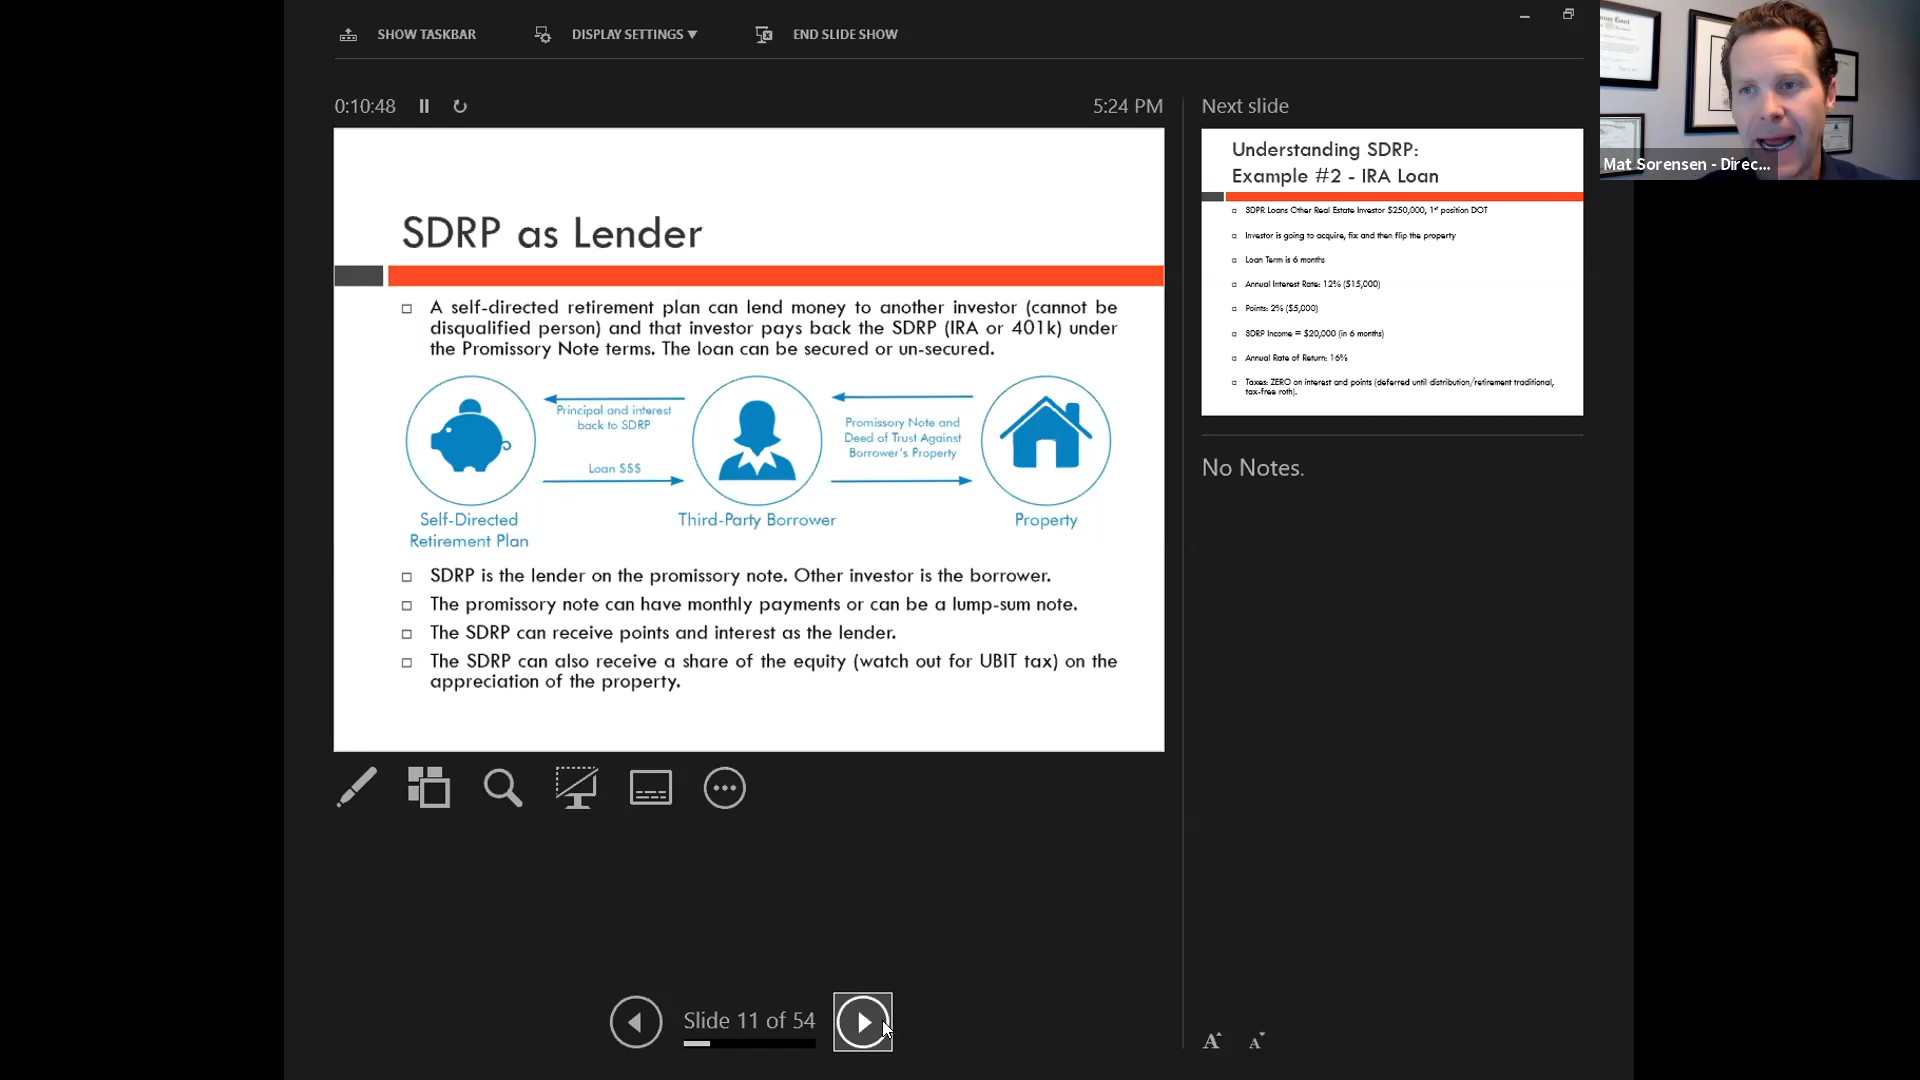 SHOW TASKBAR
DISPLAY SETTINGS ▼
END SLIDE SHOW
0:10:48
5:24 PM
SDRP as Lender
A self-directed retirement plan can lend money to another investor (cannot be
disqualified person) and that investor pays back the SDRP (IRA or 401k) under
the Promissory Note terms. The loan can be secured or un-secured.
Principal and interest
back to SDRP
Loan $$$
Promissory Note and
Deed of Trust Against
Borrower's Property
Self-Directed
Retirement Plan
Third-Party Borrower
Property
SDRP is the lender on the promissory note. Other investor is the borrower.
The promissory note can have monthly payments or can be a lump-sum note.
The SDRP can receive points and interest as the lender.
The SDRP can also receive a share of the equity (watch out for UBIT tax) on the
appreciation of the property.
Slide 11 of 54
Next slide
Understanding SDRP:
Example #2 - IRA Loan
SDPR Loans Other Real Estate Investor $250,000, 1st position DOT
Investor is going to acquire, fix and then flip the property
Loan Term is 6 months
Annual Interest Rate: 12% ($15,000)
Points: 2% ($5,000)
SDRP Income = $20,000 (in 6 months)
Annual Rate of Return: 16%
Taxes: ZERO on interest and points (deferred until distribution/retirement traditional,
tax-free roth).
No Notes.
A A
Mat Sorensen - Direc...